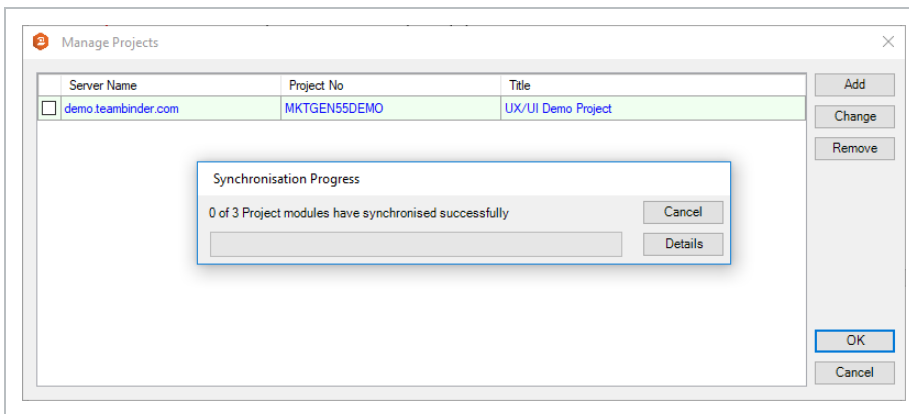 Manage Projects
Server Name Project No Title Add
demo.teambinder.com MKTGEN55DEMO UX/UI Demo Project
Change
Remove
Synchronisation Progress
0 of 3 Project modules have synchronised successfully Cancel
Details
OK
Cancel